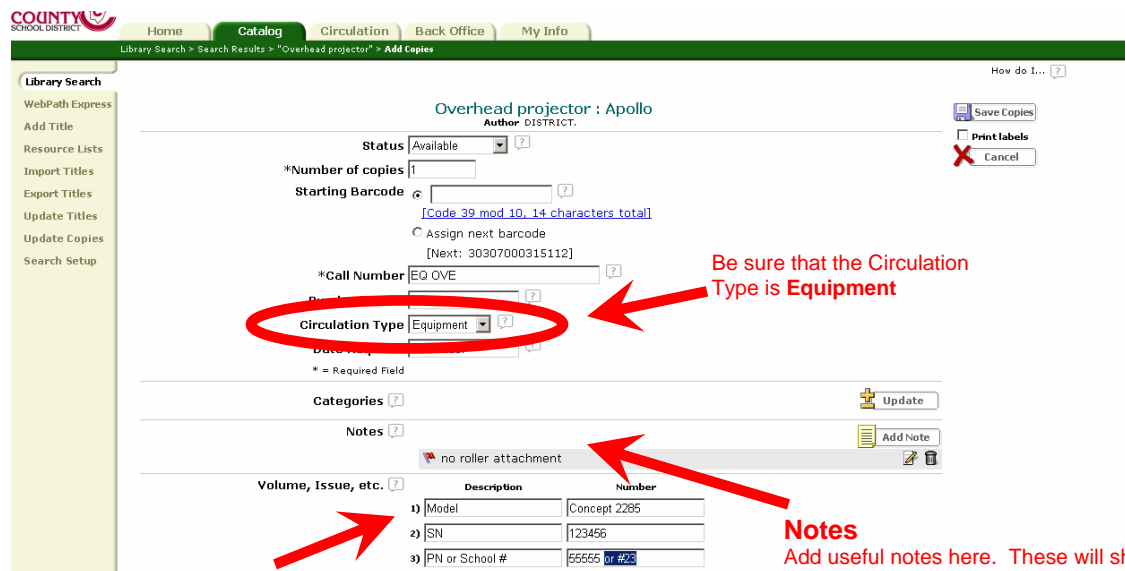 COUNTY
SCHOOL DISTRICT
Home Catalog Circulation Back Office My Info
Library Search > Search Results > "Overhead projector" > Add Copies
How do I... ?
Library Search
WebPath Express
Add Title
Resource Lists
Import Titles
Export Titles
Update Titles
Update Copies
Search Setup
Overhead projector : Apollo
Author DISTRICT.
Save Copies
Print labels
Cancel
Status Available ?
*Number of copies 1
Starting Barcode ?
[Code 39 mod 10, 14 characters total]
Assign next barcode
[Next: 30307000315112]
*Call Number EQ OVE ?
?
Circulation Type Equipment ?
?
* = Required Field
Be sure that the Circulation
Type is Equipment
Categories ? Update
Notes ? Add Note
no roller attachment
Volume, Issue, etc. ? Description Number
1) Model Concept 2285
2) SN 123456
3) PN or School # 55555 or #23
Notes
Add useful notes here. These will sh